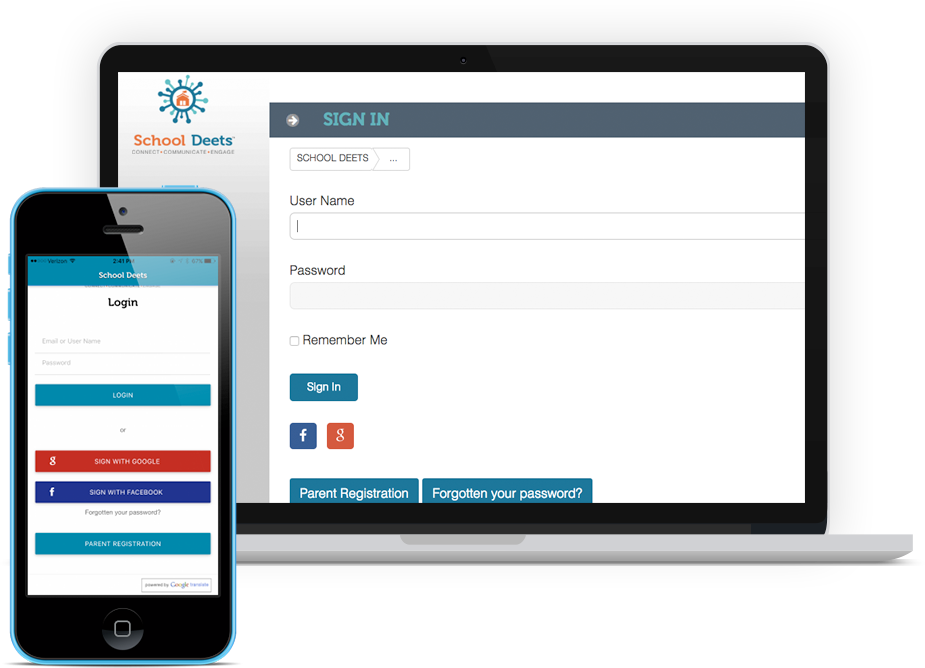 School Deets™
CONNECT • COMMUNICATE • ENGAGE
SIGN IN
SCHOOL DEETS ...
User Name
Password
Remember Me
Sign In
f g
Parent Registration Forgotten your password?
Verizon 2:41 PM 87%
School Deets
Login
Email or User Name
Password
LOGIN
or
g SIGN WITH GOOGLE
f SIGN WITH FACEBOOK
Forgotten your password?
PARENT REGISTRATION
powered by Google translate